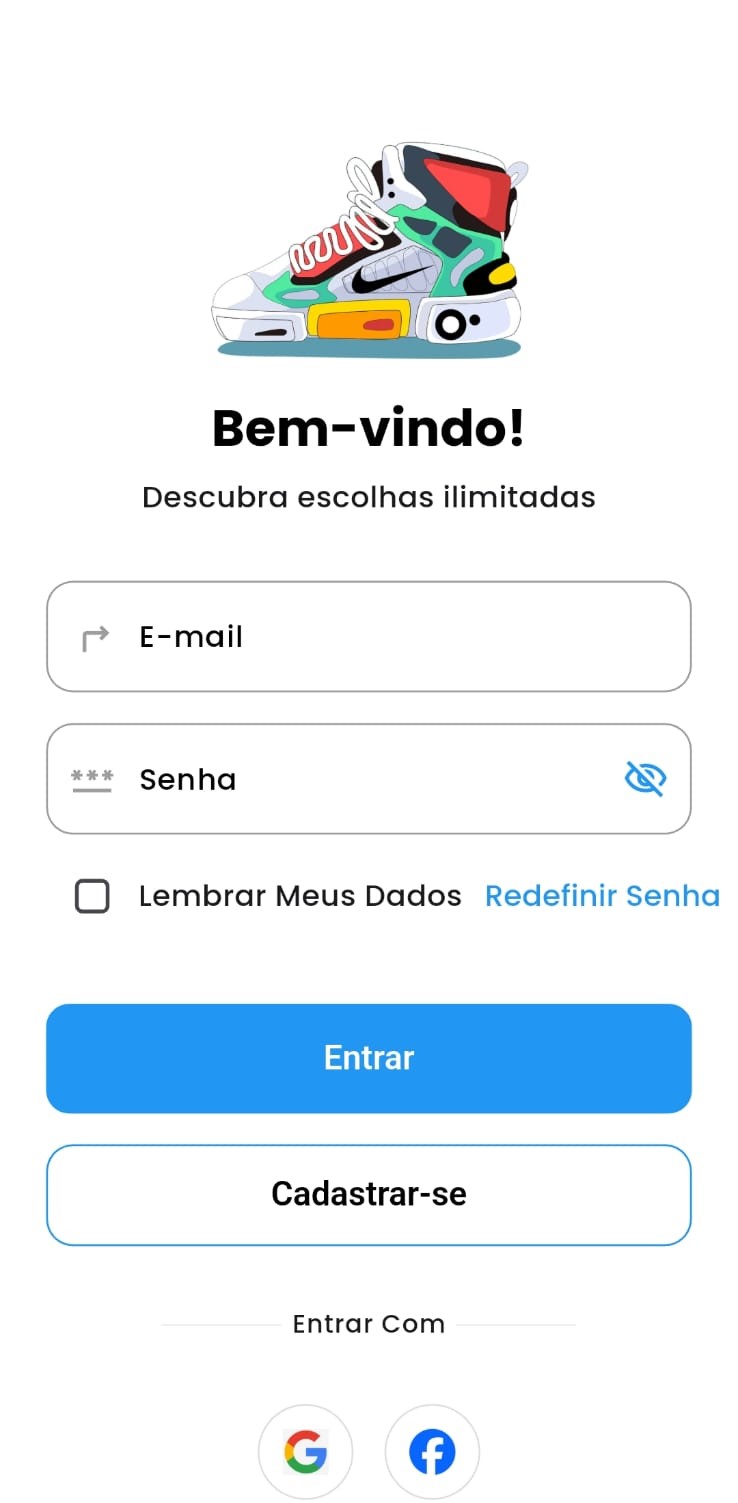 Bem-vindo!
Descubra escolhas ilimitadas
E-mail
*** Senha
Lembrar Meus Dados Redefinir Senha
Entrar
Cadastrar-se
Entrar Com